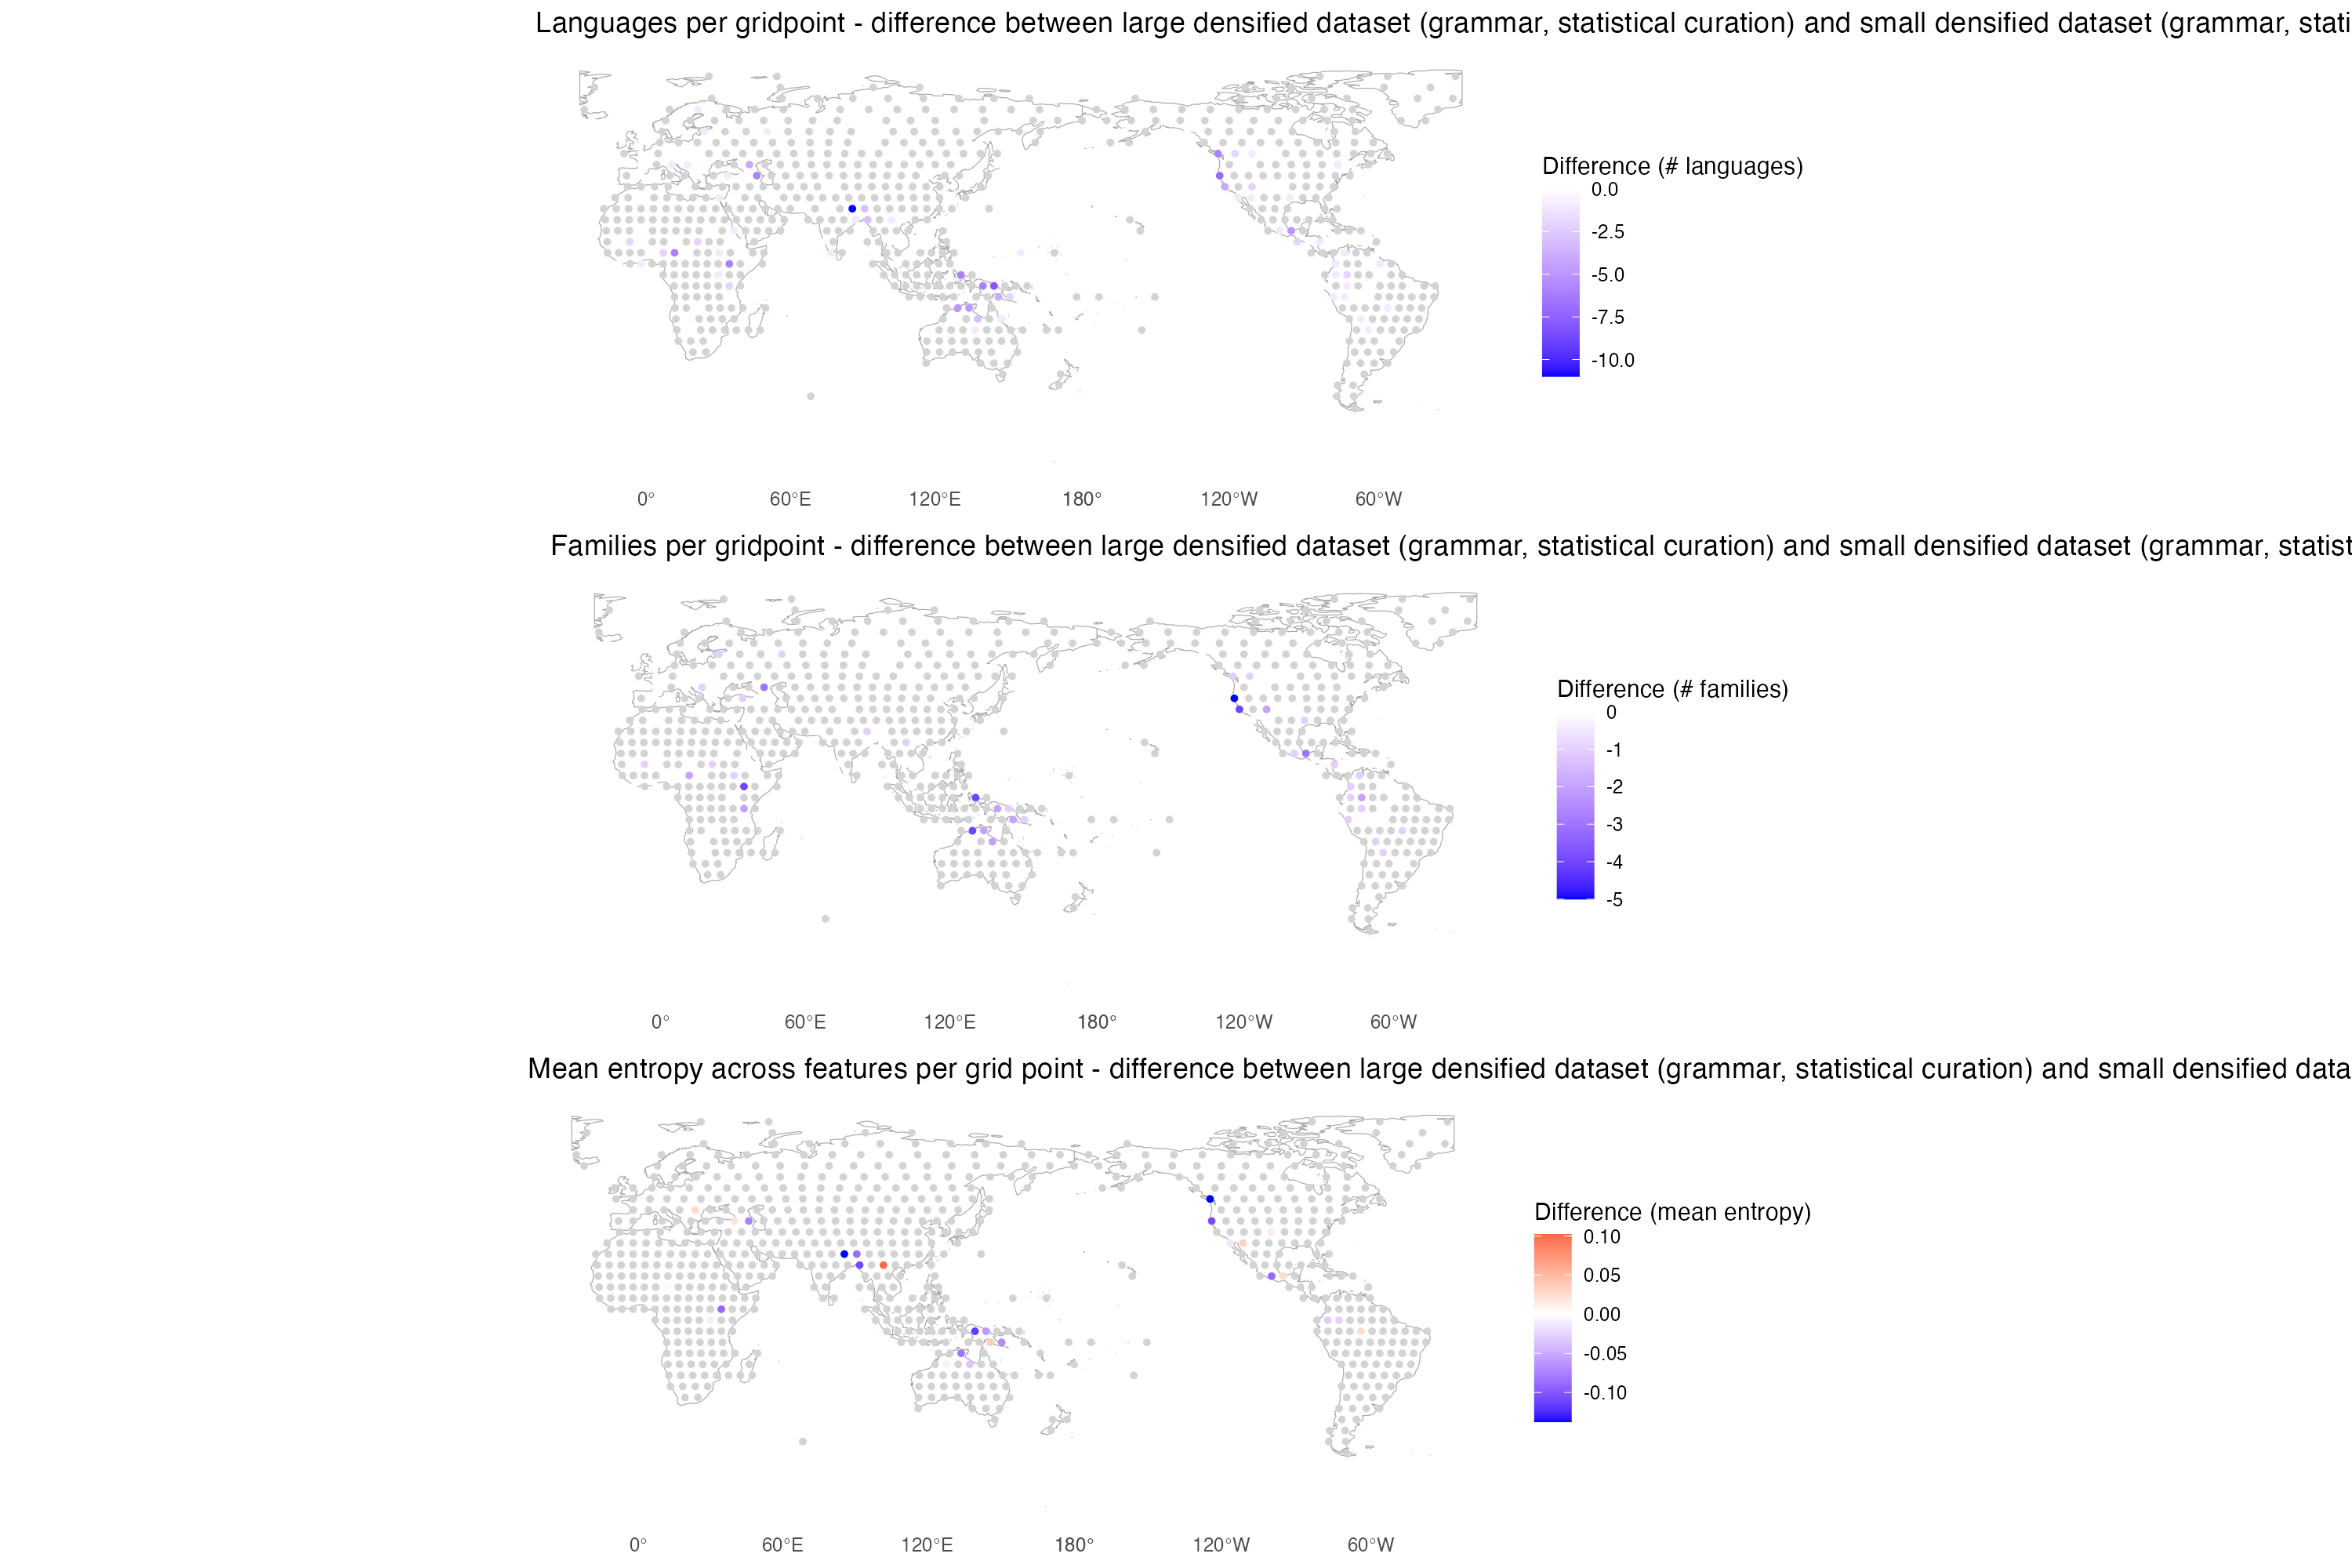 Languages per gridpoint - difference between large densified dataset (grammar, statistical curation) and small densified dataset (grammar, stati
Difference (# languages)
0.0
-2.5
-5.0
-7.5
-10.0
0° 60°E 120°E 180° 120°W 60°W
Families per gridpoint - difference between large densified dataset (grammar, statistical curation) and small densified dataset (grammar, statist
Difference (# families)
0
-1
-2
-3
-4
-5
0° 60°E 120°E 180° 120°W 60°W
Mean entropy across features per grid point - difference between large densified dataset (grammar, statistical curation) and small densified data
Difference (mean entropy)
0.10
0.05
0.00
-0.05
-0.10
0° 60°E 120°E 180° 120°W 60°W